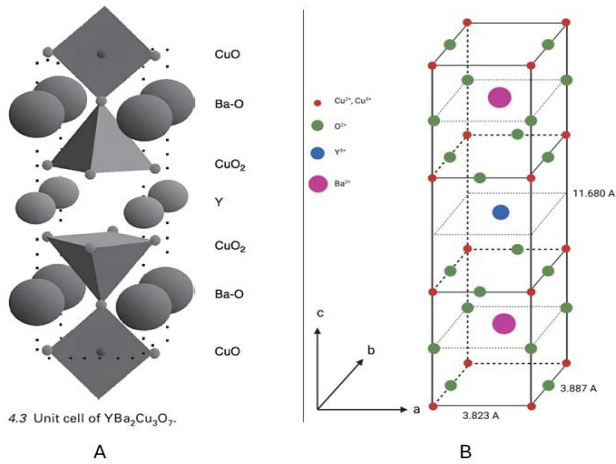 CuO
Ba-O
CuO₂
Y
CuO₂
Ba-O
CuO
4.3 Unit cell of YBa₂Cu₃O₇.
A
B
Cu²⁺, Cu³⁺
O²⁺
Y³⁺
Ba²⁺
11.680 A
c
b
a
3.887 A
3.823 A